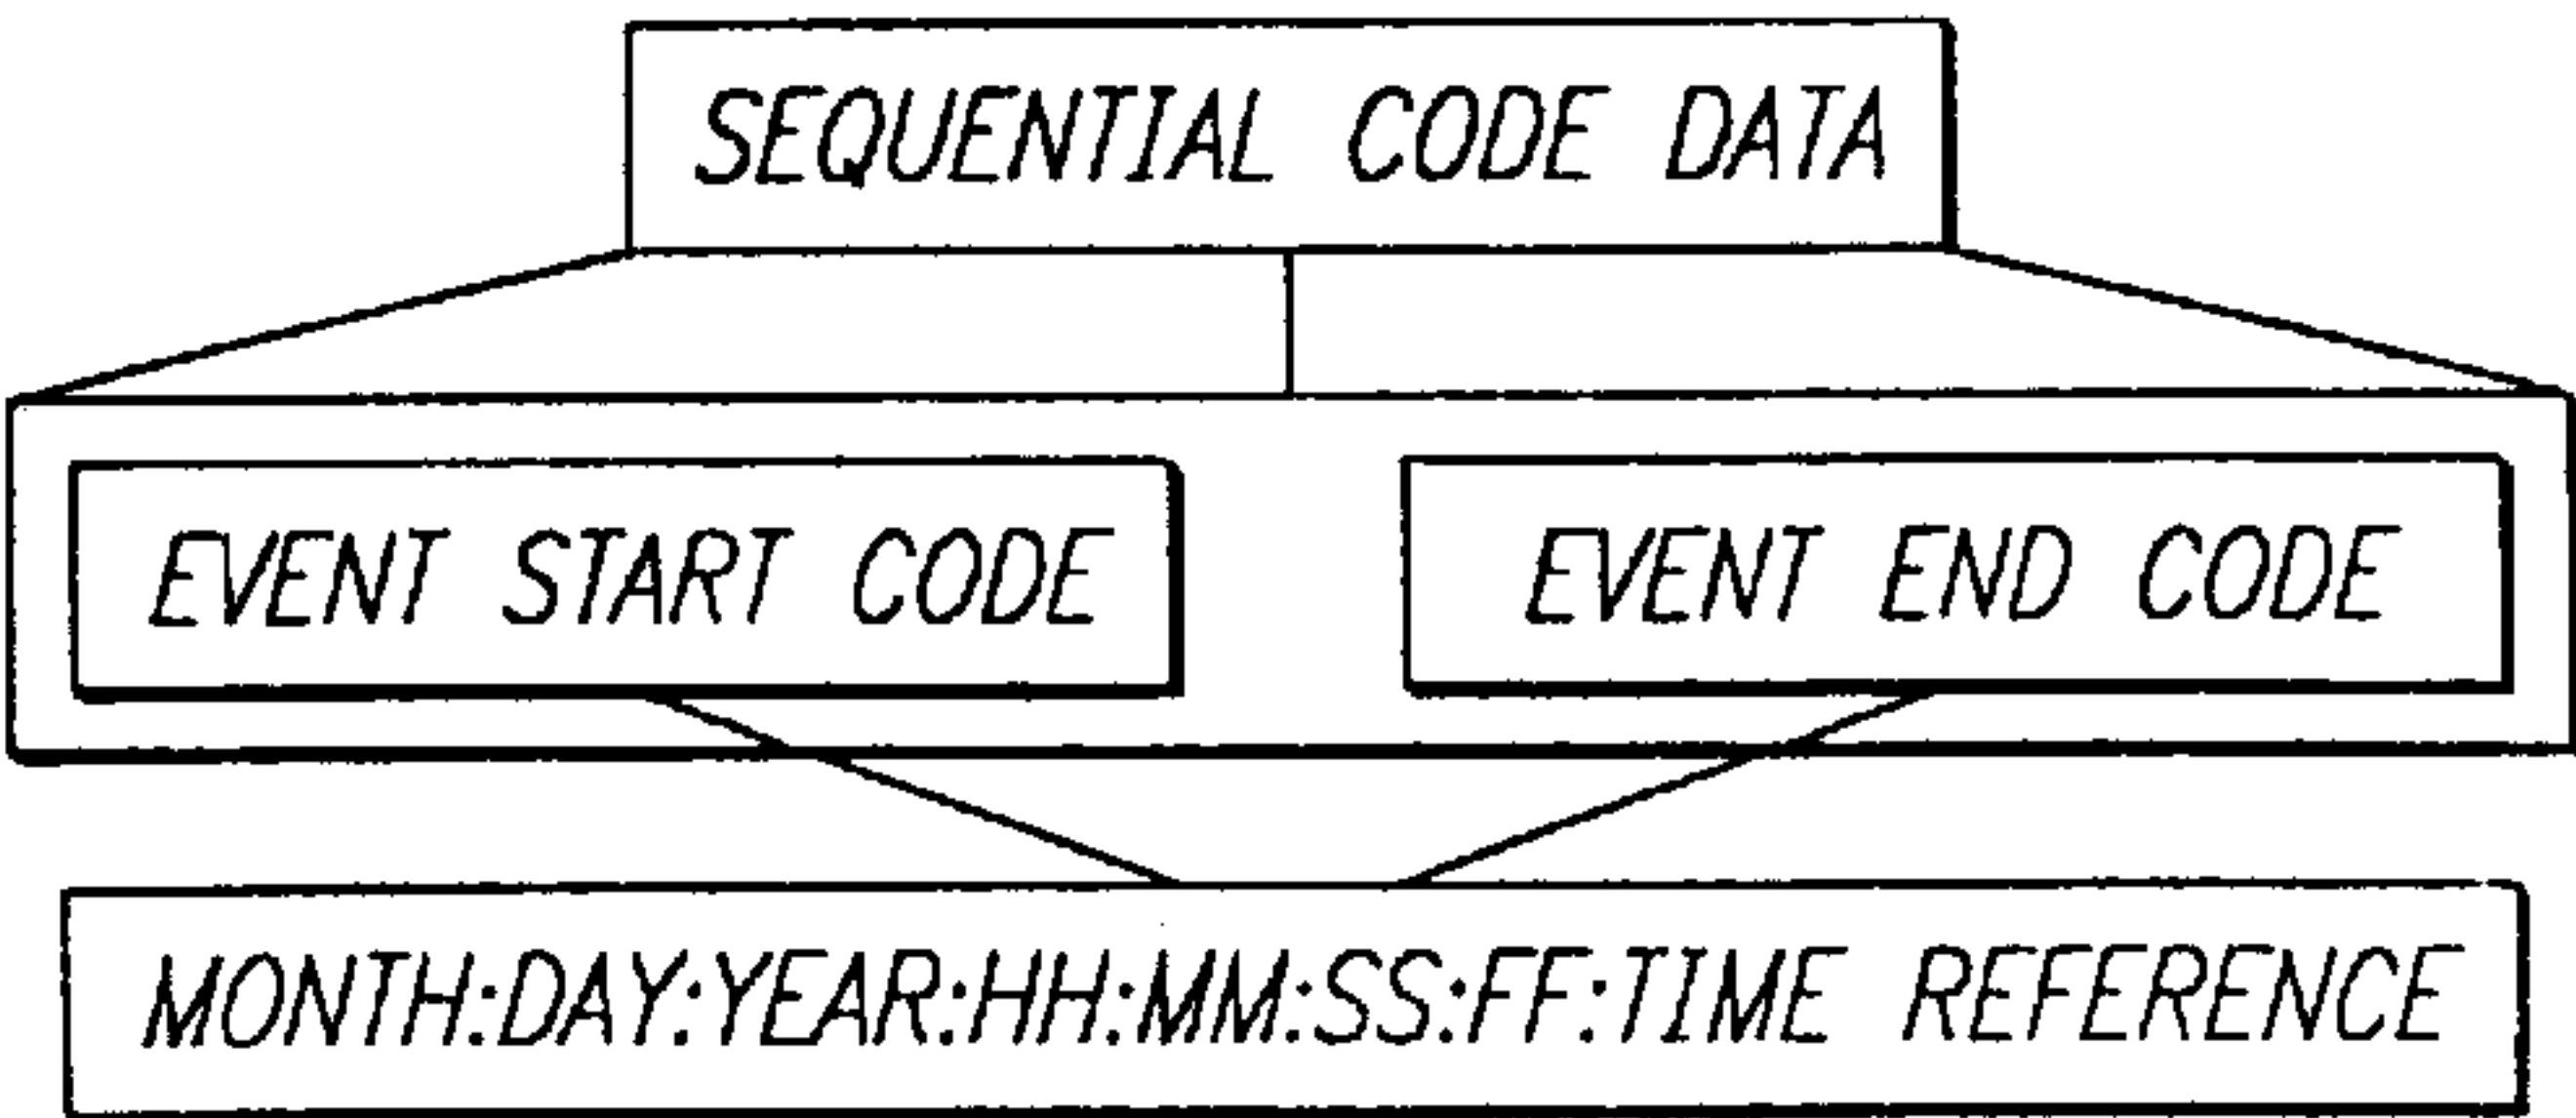 SEQUENTIAL CODE DATA
EVENT START CODE
EVENT END CODE
MONTH:DAY:YEAR:HH:MM:SS:FF:TIME REFERENCE